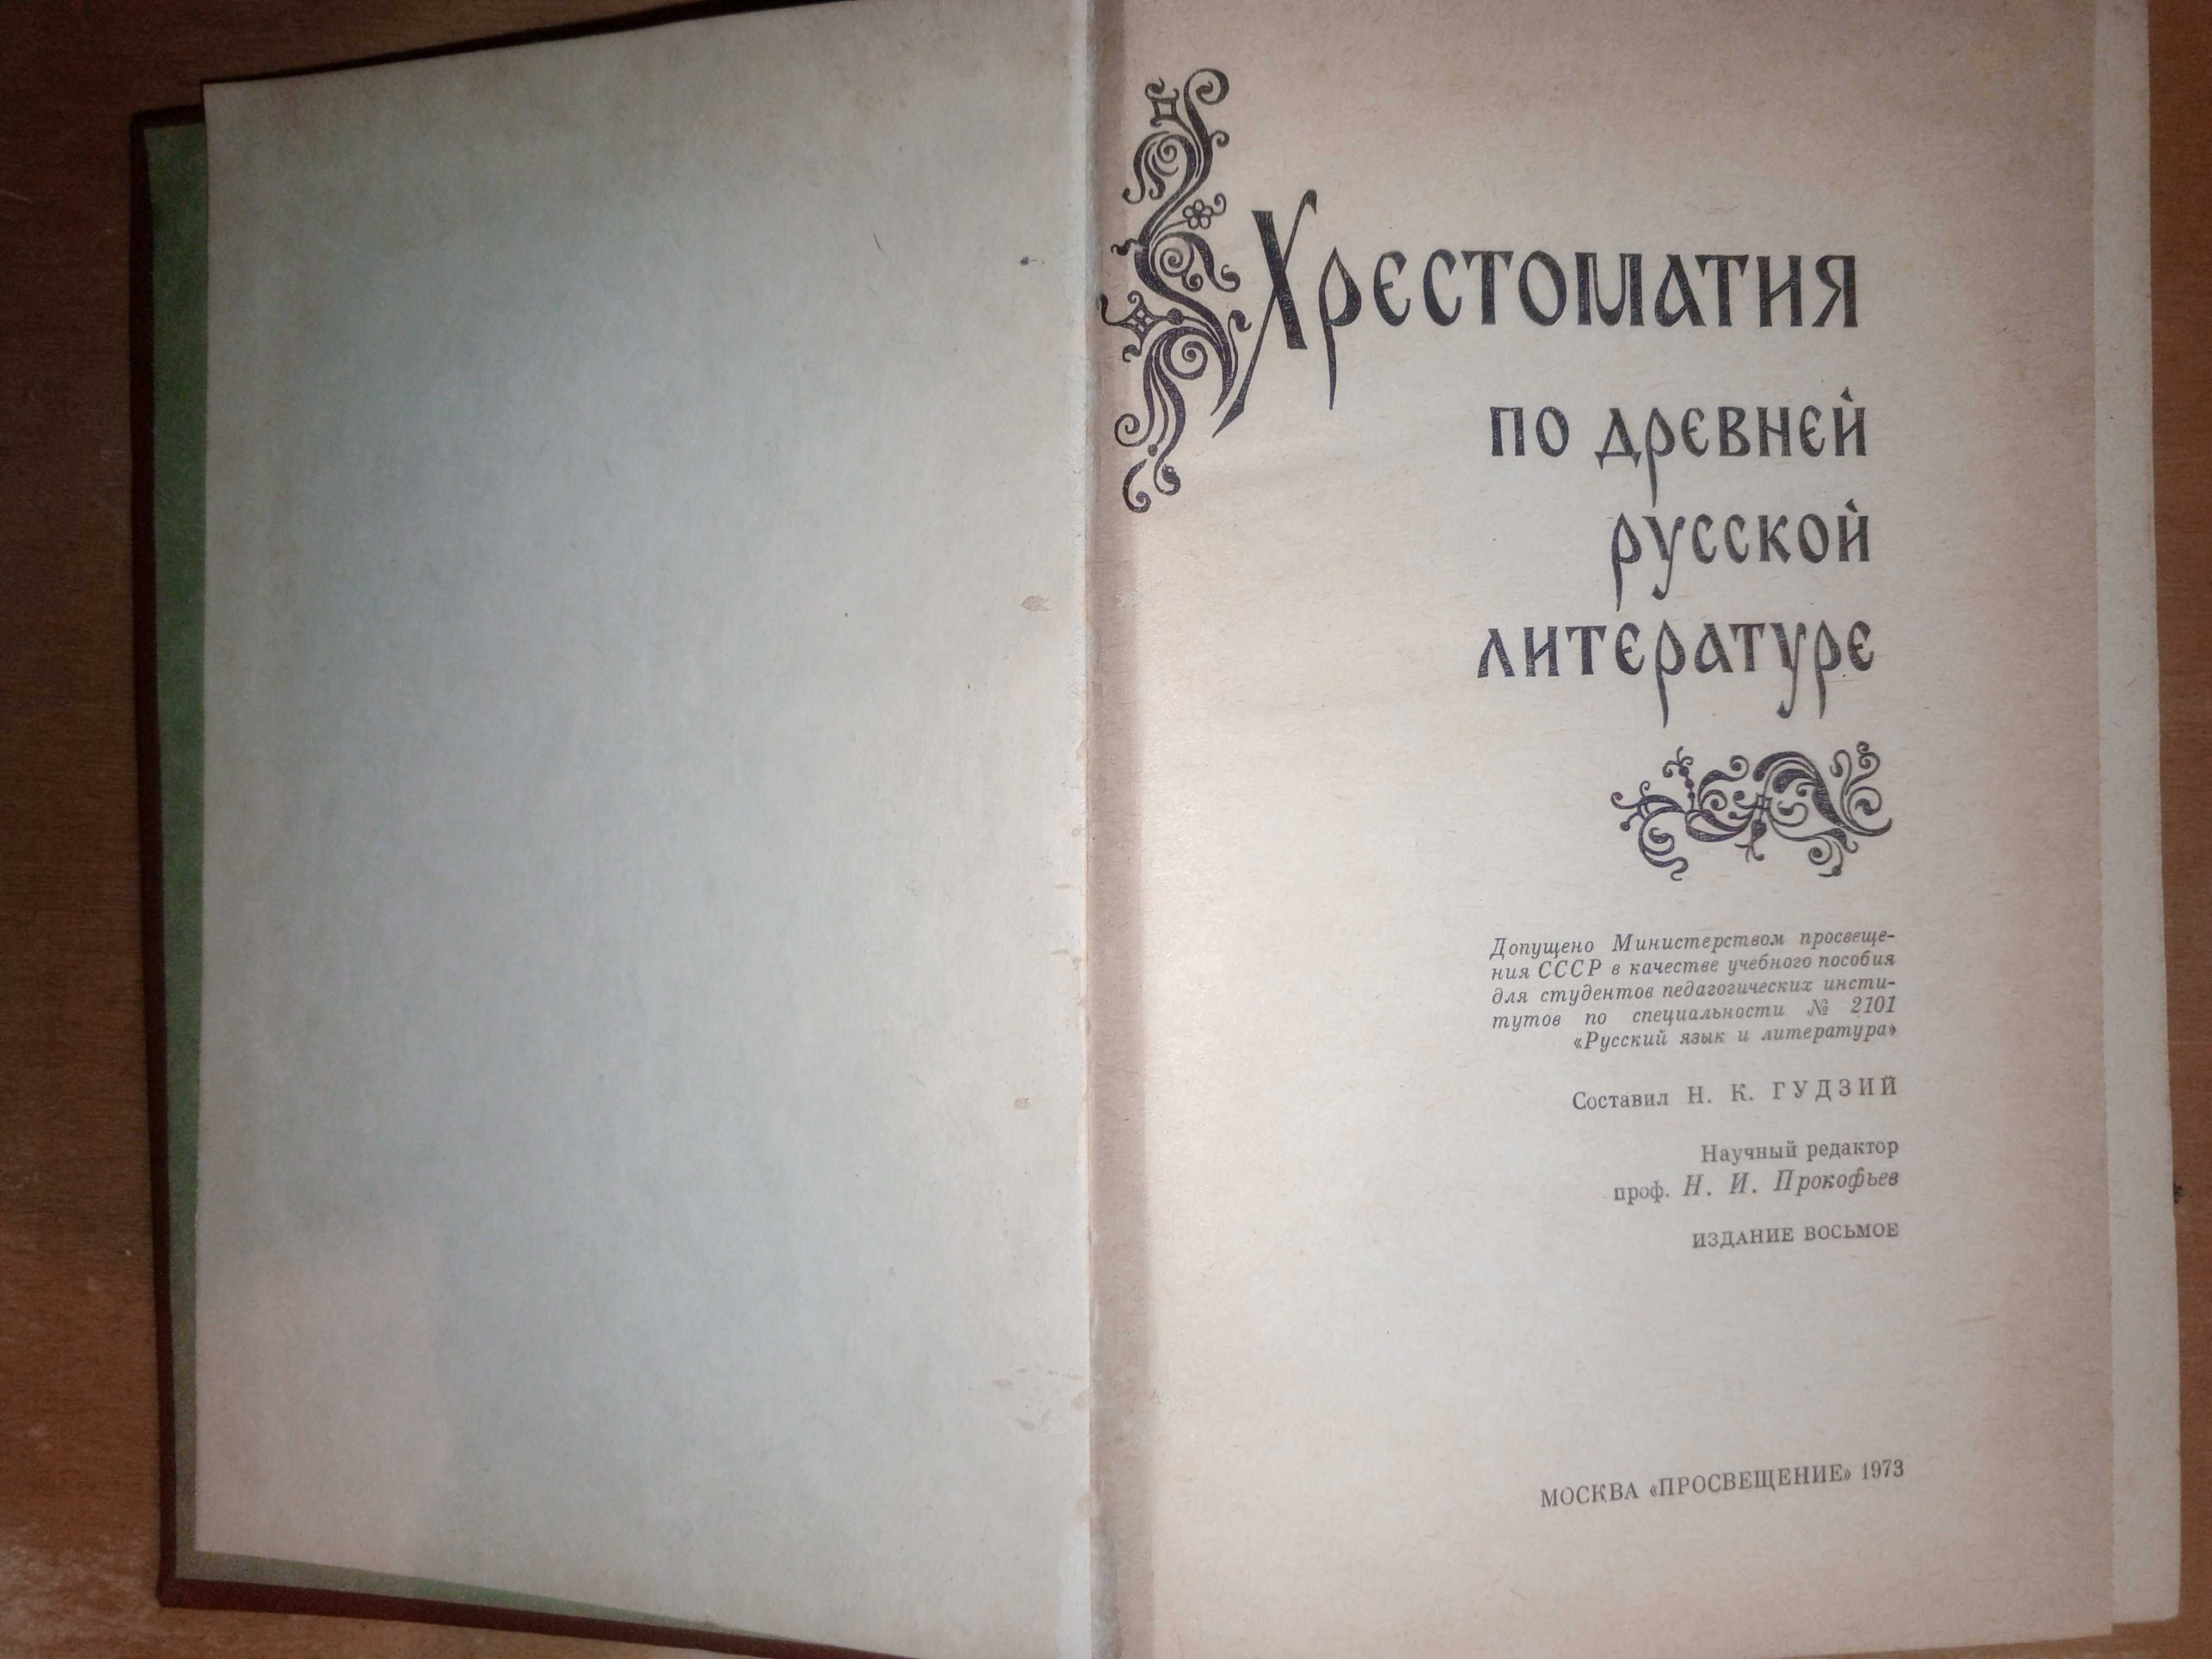 Хрестоматия
по древней
русской
литературе
Допущено Министерством просвеще-
ния СССР в качестве учебного пособия
для студентов педагогических инсти-
тутов по специальности № 2101
«Русский язык и литература»
Составил Н. К. ГУДЗИЙ
Научный редактор
проф. Н. И. Прокофьев
ИЗДАНИЕ ВОСЬМОЕ
МОСКВА «ПРОСВЕЩЕНИЕ» 1973